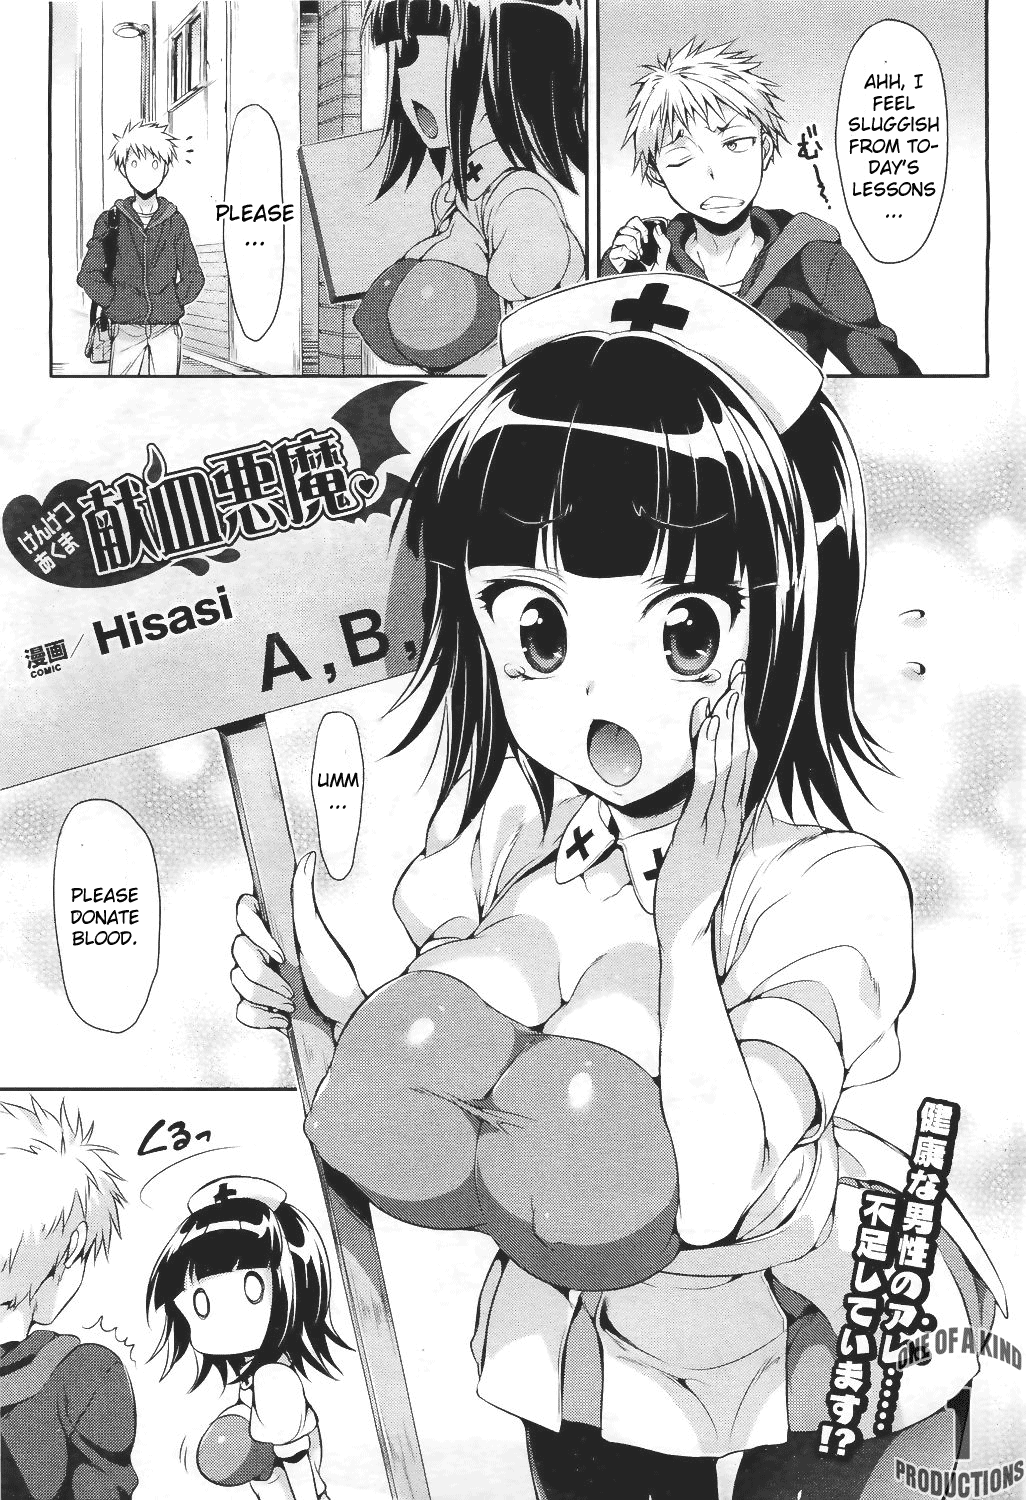 AHH, I
FEEL
SLUGGISH
FROM TO-
DAY'S
LESSONS
...
む〜
PLEASE
...
献血悪魔
けんけつ
あくま
漫画/Hisasi
COMIC
A,B,
UMM
...
PLEASE
DONATE
BLOOD.
くるっ
健康な男性のアレ……
不足しています!?
ONE OF A KIND
1
PRODUCTIONS